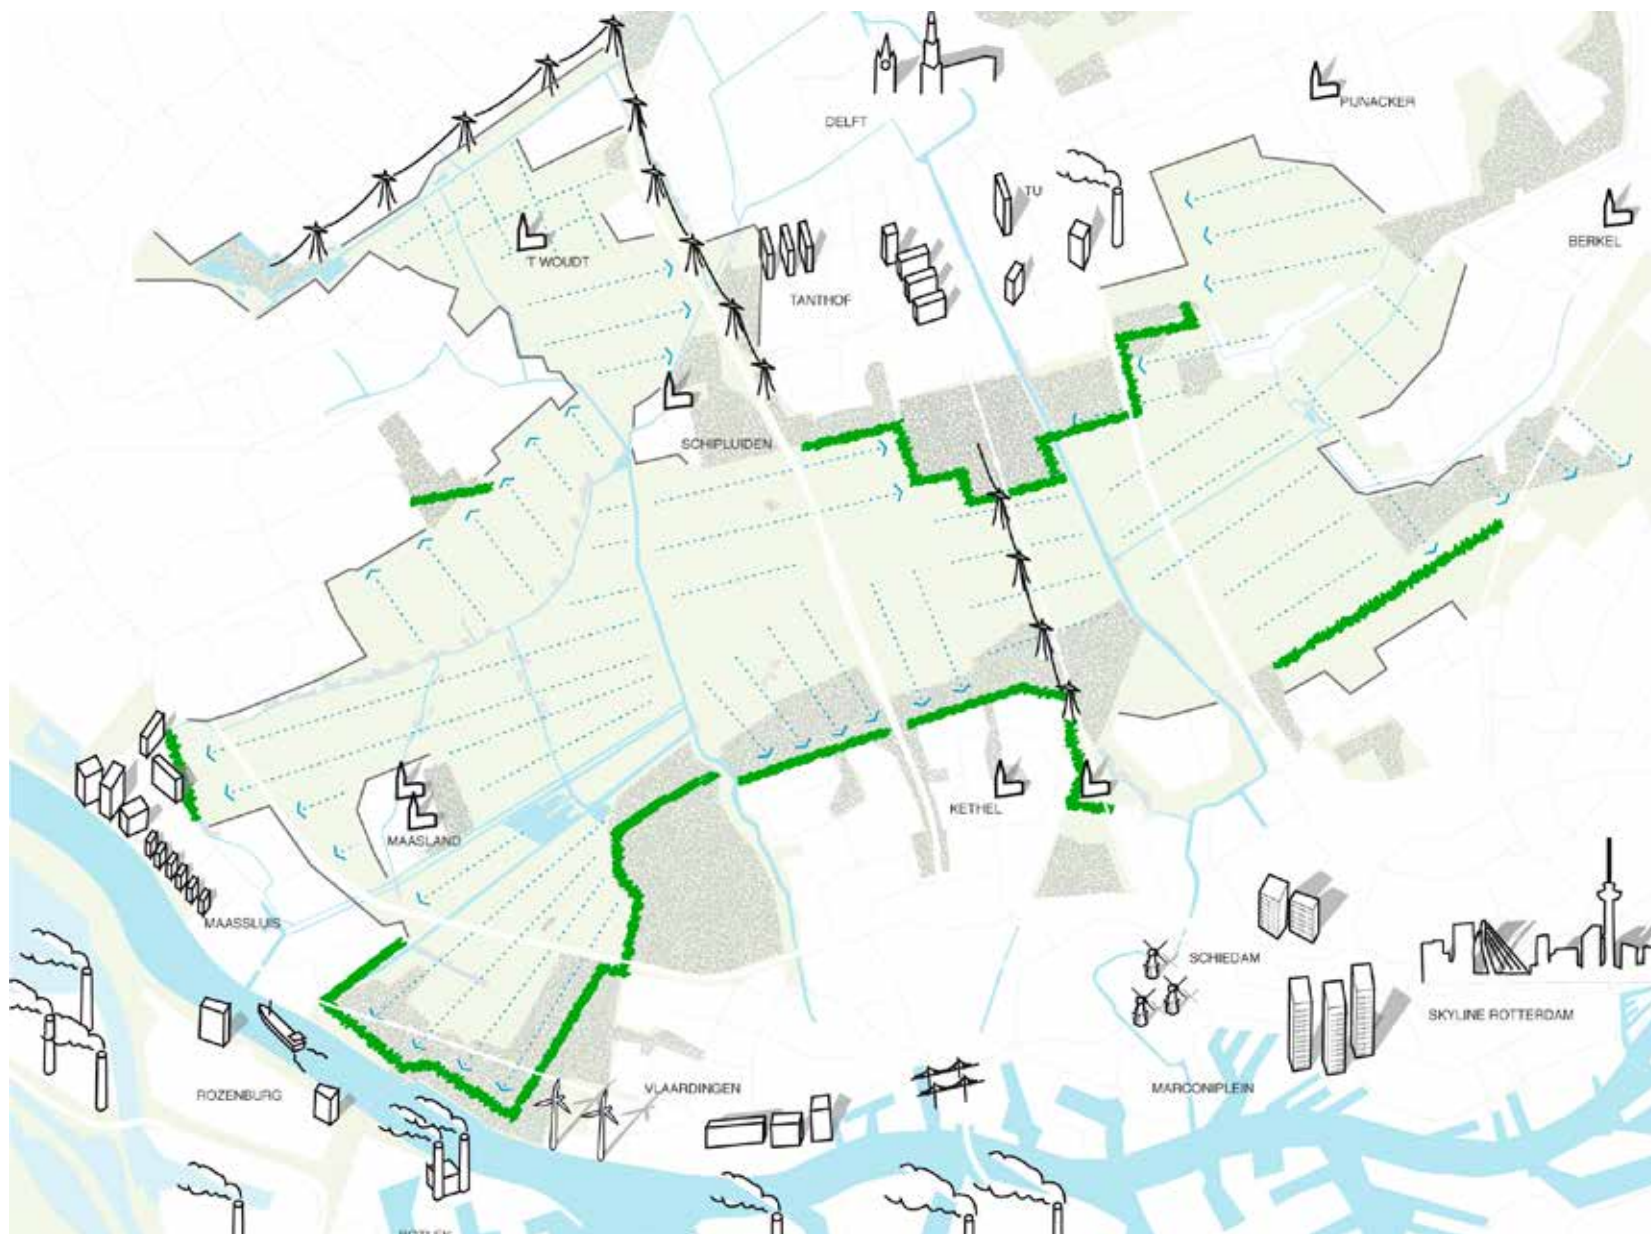 DELFT
PIJNACKER
TU
BERKEL
'T WOUDT
TANTHOF
SCHIPLUIDEN
MAASLAND
KETHEL
MAASSLUIS
SCHIEDAM
SKYLINE ROTTERDAM
ROZENBURG
VLAARDINGEN
MARCONIPLEIN